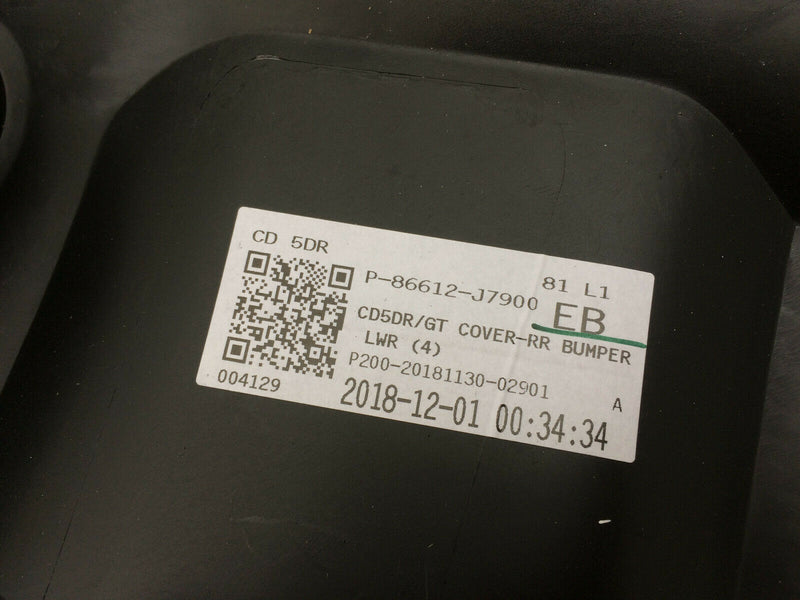 CD 5DR
P-86612-J7900
81 L1
EB
CD5DR/GT COVER-RR BUMPER
LWR (4)
P200-20181130-02901
A
004129
2018-12-01 00:34:34